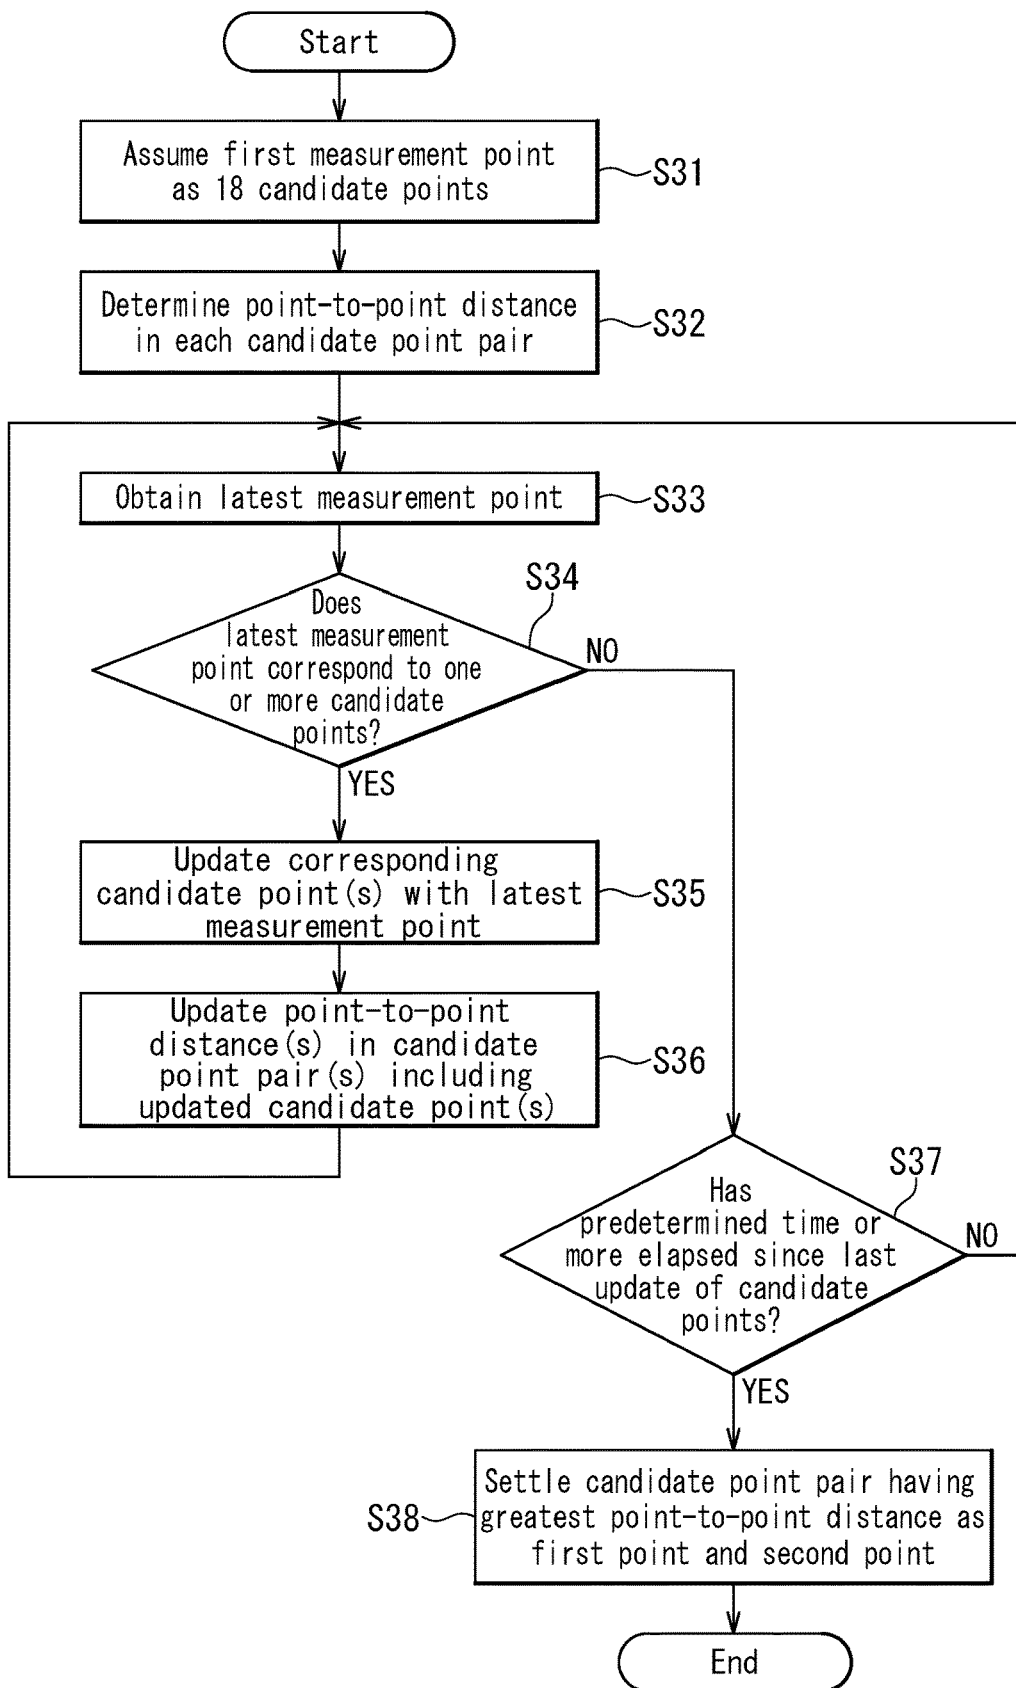 Start
Assume first measurement point
as 18 candidate points
S31
Determine point-to-point distance
in each candidate point pair
S32
Obtain latest measurement point
S33
S34
Does
latest measurement
point correspond to one
or more candidate
points?
NO
YES
Update corresponding
candidate point(s) with latest
measurement point
S35
Update point-to-point
distance(s) in candidate
point pair(s) including
updated candidate point(s)
S36
S37
Has
predetermined time or
more elapsed since last
update of candidate
points?
NO
YES
Settle candidate point pair having
greatest point-to-point distance as
first point and second point
S38
End